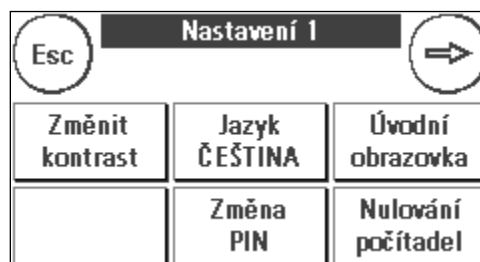 Nastavení 1
Esc
Změnit
kontrast
Jazyk
ČEŠTINA
Úvodní
obrazovka
Změna
PIN
Nulování
počítadel